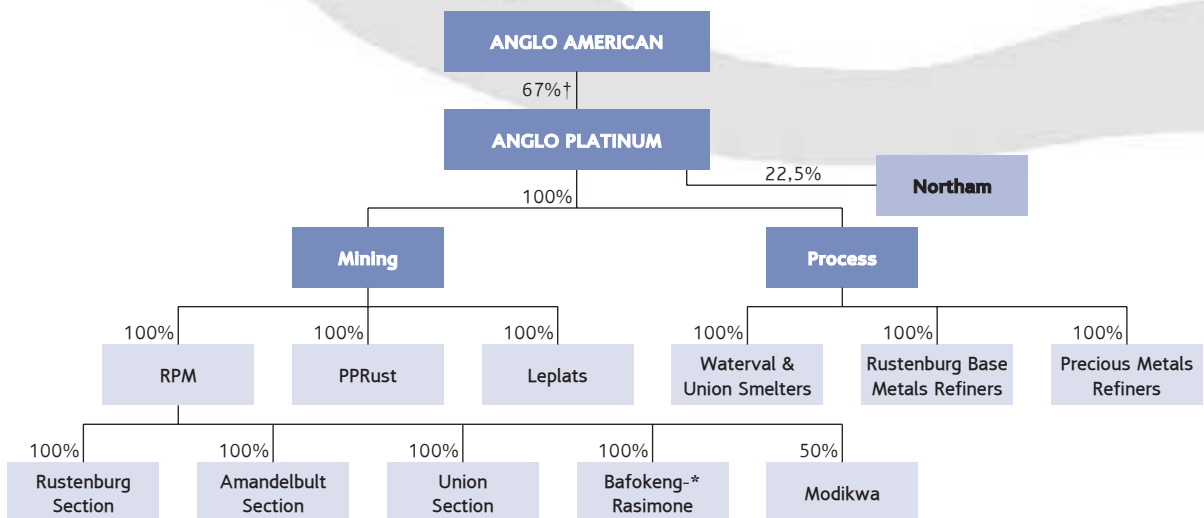 ANGLO AMERICAN
67%†
ANGLO PLATINUM
22,5%
Northam
100%
Mining
Process
100%
100%
100%
100%
100%
100%
RPM
PPRust
Leplats
Waterval &
Union Smelters
Rustenburg Base
Metals Refiners
Precious Metals
Refiners
100%
100%
100%
100%
50%
Rustenburg
Section
Amandelbult
Section
Union
Section
Bafokeng-*
Rasimone
Modikwa